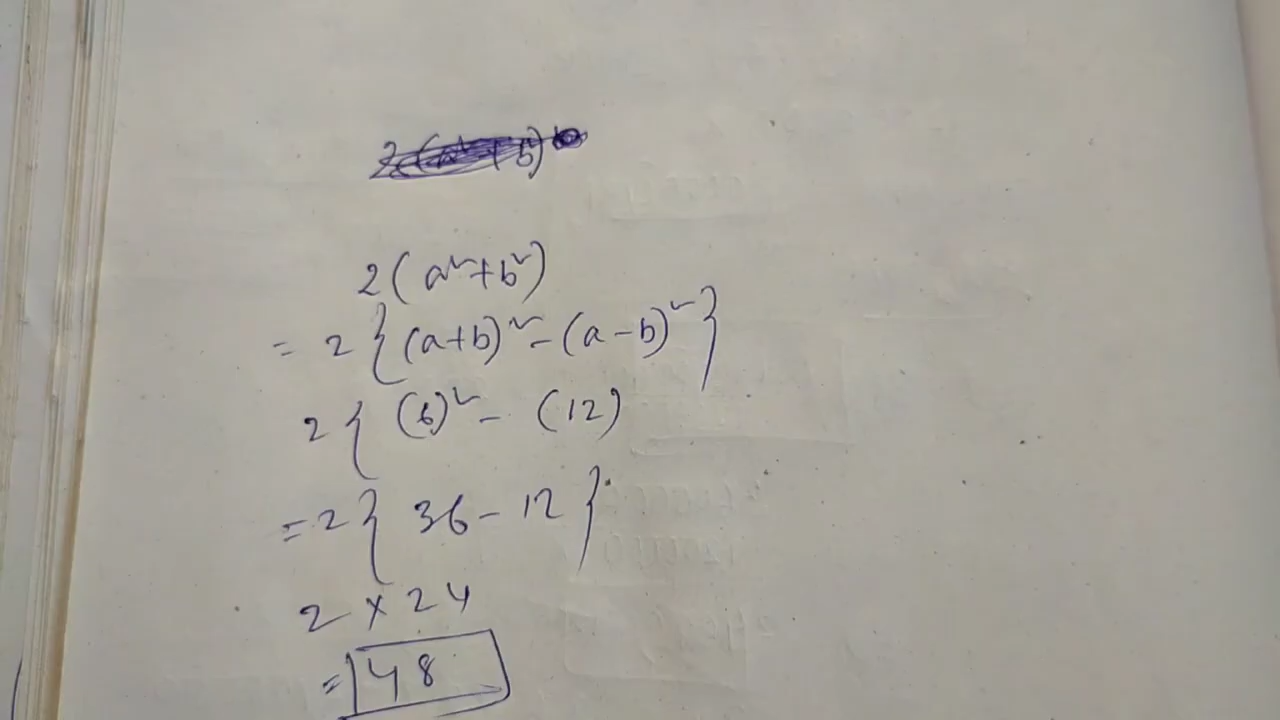 2(a²+b²)
= 2{(a+b)² - (a-b)²}
2{ (6)² - (12)
= 2{ 36 - 12 }
2 × 24
= 48